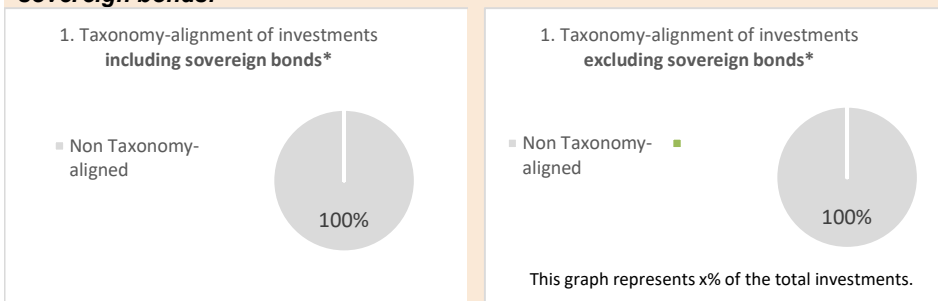 sovereign bonds.
1. Taxonomy-alignment of investments
including sovereign bonds*
Non Taxonomy-
aligned
100%
1. Taxonomy-alignment of investments
excluding sovereign bonds*
Non Taxonomy-
aligned
100%
This graph represents x% of the total investments.